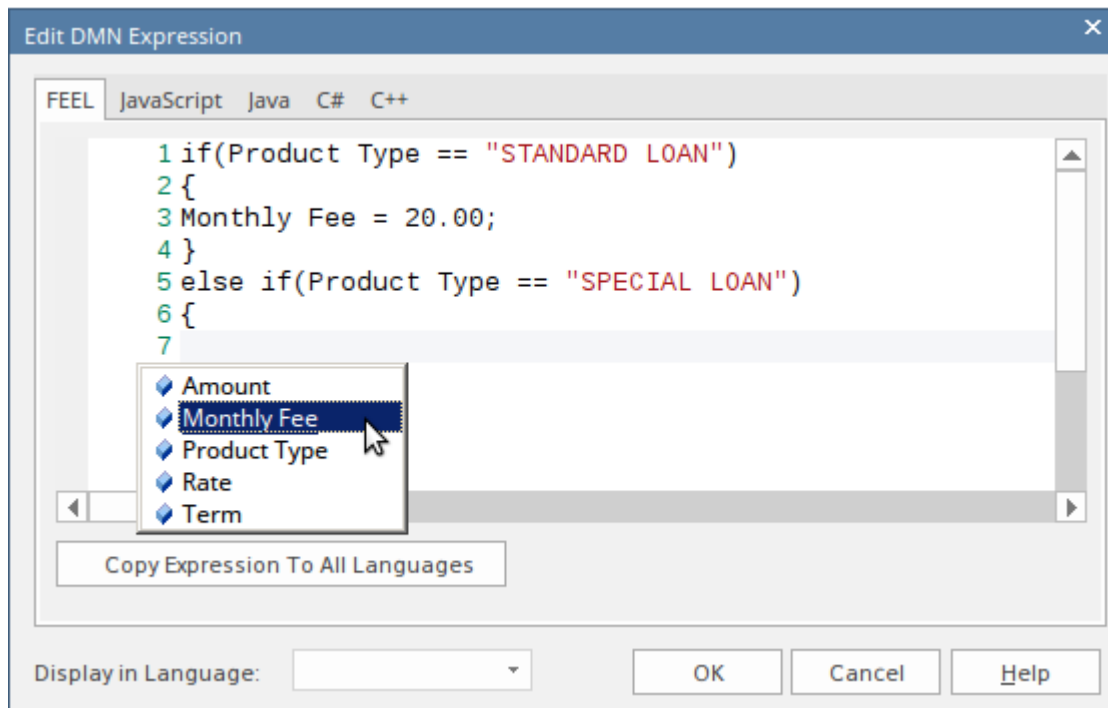 Edit DMN Expression
FEEL JavaScript Java C# C++
1 if(Product Type == "STANDARD LOAN")
2 {
3 Monthly Fee = 20.00;
4 }
5 else if(Product Type == "SPECIAL LOAN")
6 {
7
Amount
Monthly Fee
Product Type
Rate
Term
Copy Expression To All Languages
Display in Language:
OK Cancel Help